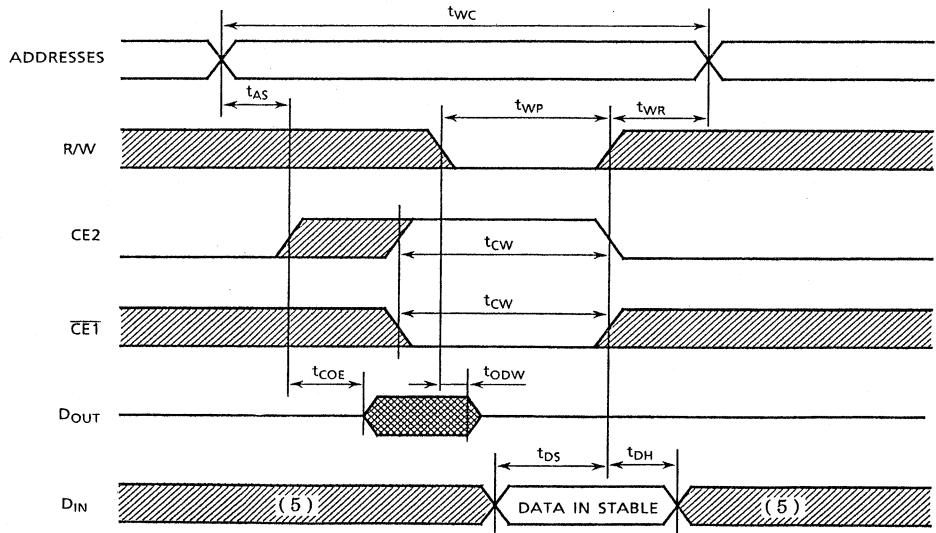 tWC
ADDRESSES
tAS
tWP
tWR
R/W
CE2
tCW
tCW
CE1
tCOE
tODW
DOUT
tDS
tDH
DIN
(5)
DATA IN STABLE
(5)